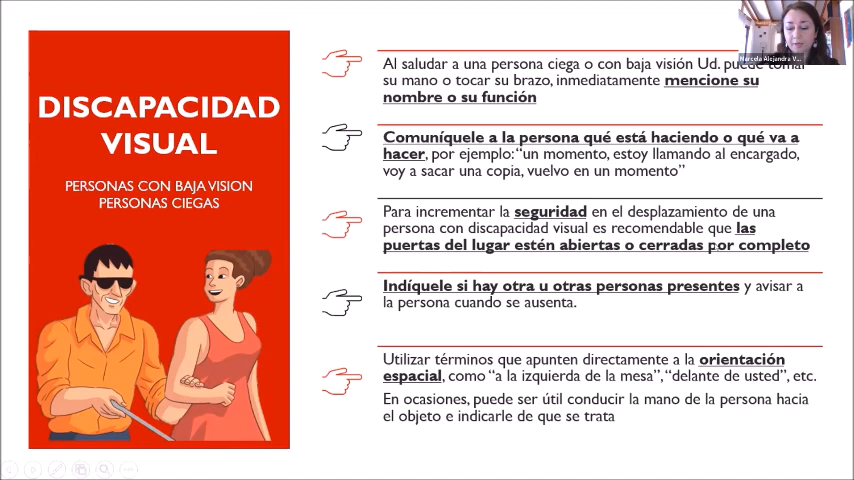 DISCAPACIDAD
VISUAL
PERSONAS CON BAJA VISION
PERSONAS CIEGAS
Al saludar a una persona ciega o con baja visión Ud. puede tomar
su mano o tocar su brazo, inmediatamente mencione su
nombre o su función
Comuníquele a la persona qué está haciendo o qué va a
hacer, por ejemplo: “un momento, estoy llamando al encargado,
voy a sacar una copia, vuelvo en un momento”
Para incrementar la seguridad en el desplazamiento de una
persona con discapacidad visual es recomendable que las
puertas del lugar estén abiertas o cerradas por completo
Indíquele si hay otra u otras personas presentes y avisar a
la persona cuando se ausenta.
Utilizar términos que apunten directamente a la orientación
espacial, como “a la izquierda de la mesa”, “delante de usted”, etc.
En ocasiones, puede ser útil conducir la mano de la persona hacia
el objeto e indicarle de que se trata
Marcela Alejandra V...